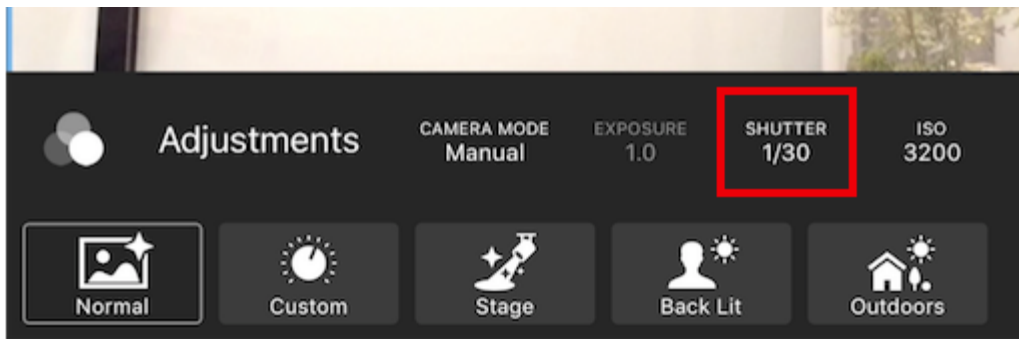 Adjustments
CAMERA MODE
Manual
EXPOSURE
1.0
SHUTTER
1/30
ISO
3200
Normal
Custom
Stage
Back Lit
Outdoors